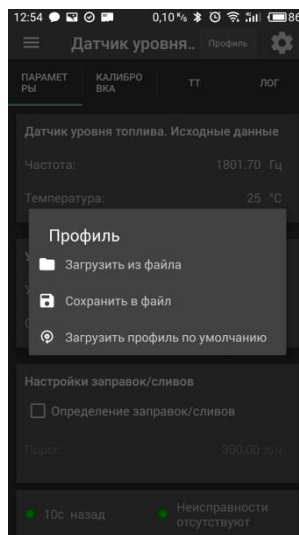 12:54 0,10 ᴷ/s 86
Датчик уровня.. Профиль
ПАРАМЕТ
РЫ
КАЛИБРО
ВКА
ТТ
ЛОГ
Датчик уровня топлива. Исходные данные
Частота: 1801.70 Гц
Температура: 25 °C
Профиль
Загрузить из файла
Сохранить в файл
Загрузить профиль по умолчанию
Настройки заправок/сливов
Определение заправок/сливов
Порог: 300.00 л/ч
10с назад
Неисправности
отсутствуют